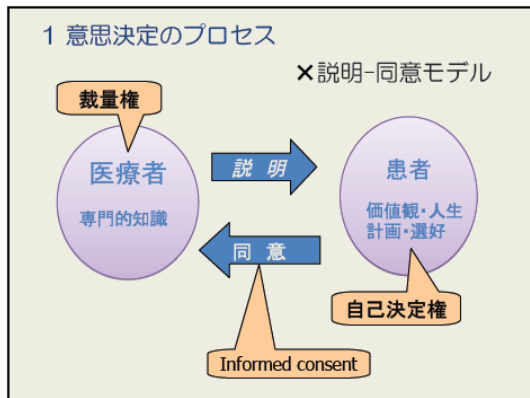 1 意思決定のプロセス
×説明-同意モデル
裁量権
医療者
専門的知識
説 明
患者
価値観・人生
計画・選好
同 意
自己決定権
Informed consent